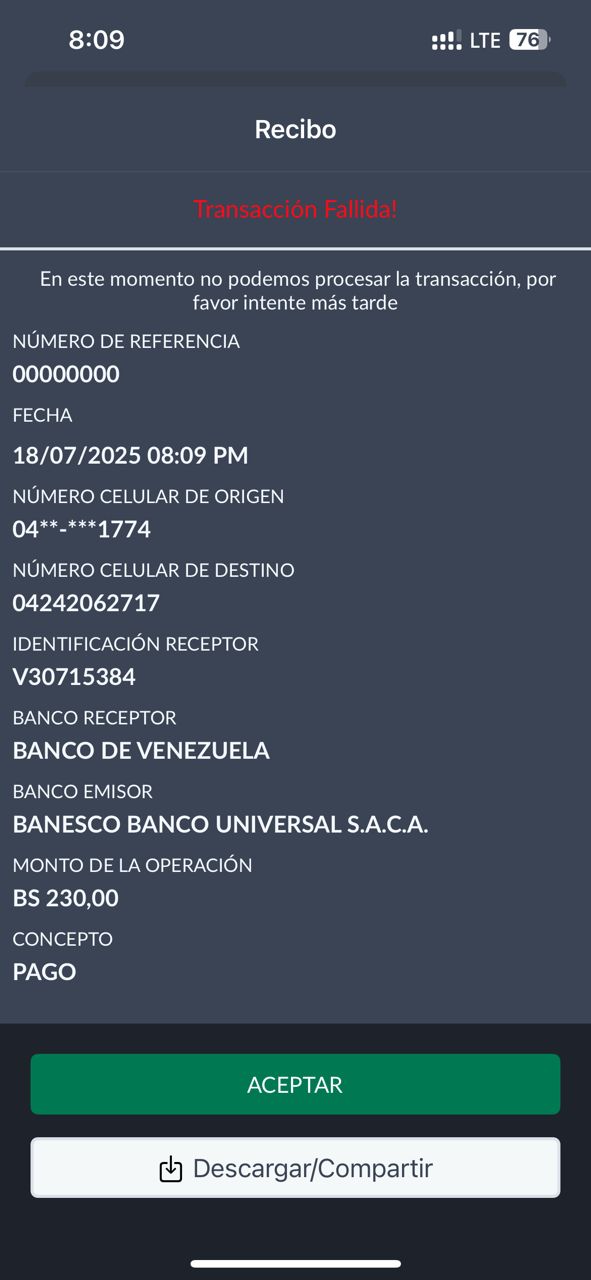 8:09
LTE 76
Recibo
Transacción Fallida!
En este momento no podemos procesar la transacción, por
favor intente más tarde
NÚMERO DE REFERENCIA
00000000
FECHA
18/07/2025 08:09 PM
NÚMERO CELULAR DE ORIGEN
04**-***1774
NÚMERO CELULAR DE DESTINO
04242062717
IDENTIFICACIÓN RECEPTOR
V30715384
BANCO RECEPTOR
BANCO DE VENEZUELA
BANCO EMISOR
BANESCO BANCO UNIVERSAL S.A.C.A.
MONTO DE LA OPERACIÓN
BS 230,00
CONCEPTO
PAGO
ACEPTAR
Descargar/Compartir